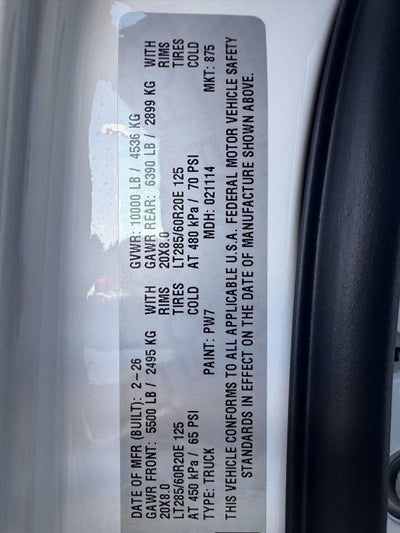 DATE OF MFR (BUILT): 2-26 GVWR: 10000 LB / 4536 KG
GAWR FRONT: 5500 LB / 2495 KG WITH GAWR REAR: 6390 LB / 2899 KG WITH
20X8.0 RIMS 20X8.0 RIMS
LT285/60R20E 125 TIRES LT285/60R20E 125 TIRES
AT 450 kPa / 65 PSI COLD AT 480 kPa / 70 PSI COLD
TYPE: TRUCK PAINT: PW7 MDH: 021114 MKT: 875
THIS VEHICLE CONFORMS TO ALL APPLICABLE U.S.A. FEDERAL MOTOR VEHICLE SAFETY
STANDARDS IN EFFECT ON THE DATE OF MANUFACTURE SHOWN ABOVE.